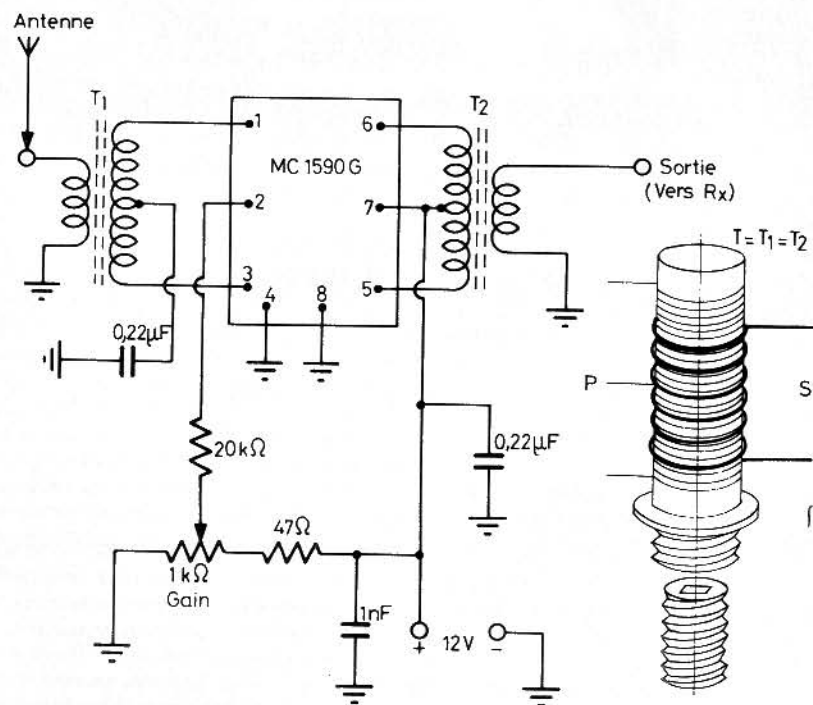 Antenne
T1
T2
1
6
MC 1590 G
Sortie
(Vers Rx)
2
7
T = T1 = T2
3
4
8
5
0,22µF
P
S
20kΩ
0,22µF
47Ω
1kΩ
Gain
1nF
+ 12V -